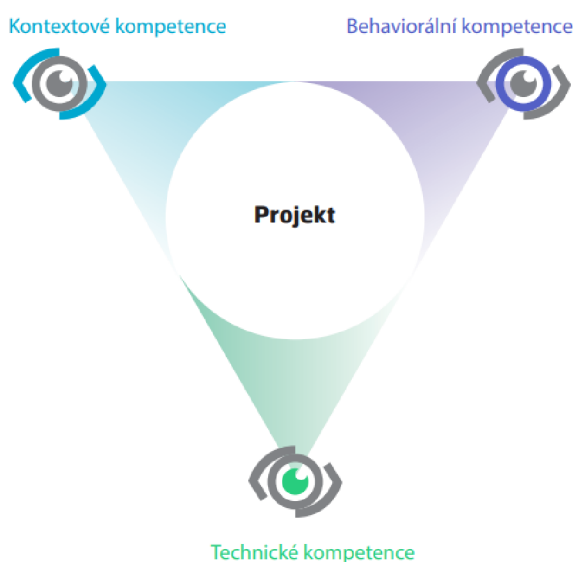 Kontextové kompetence
Behaviorální kompetence
Projekt
Technické kompetence